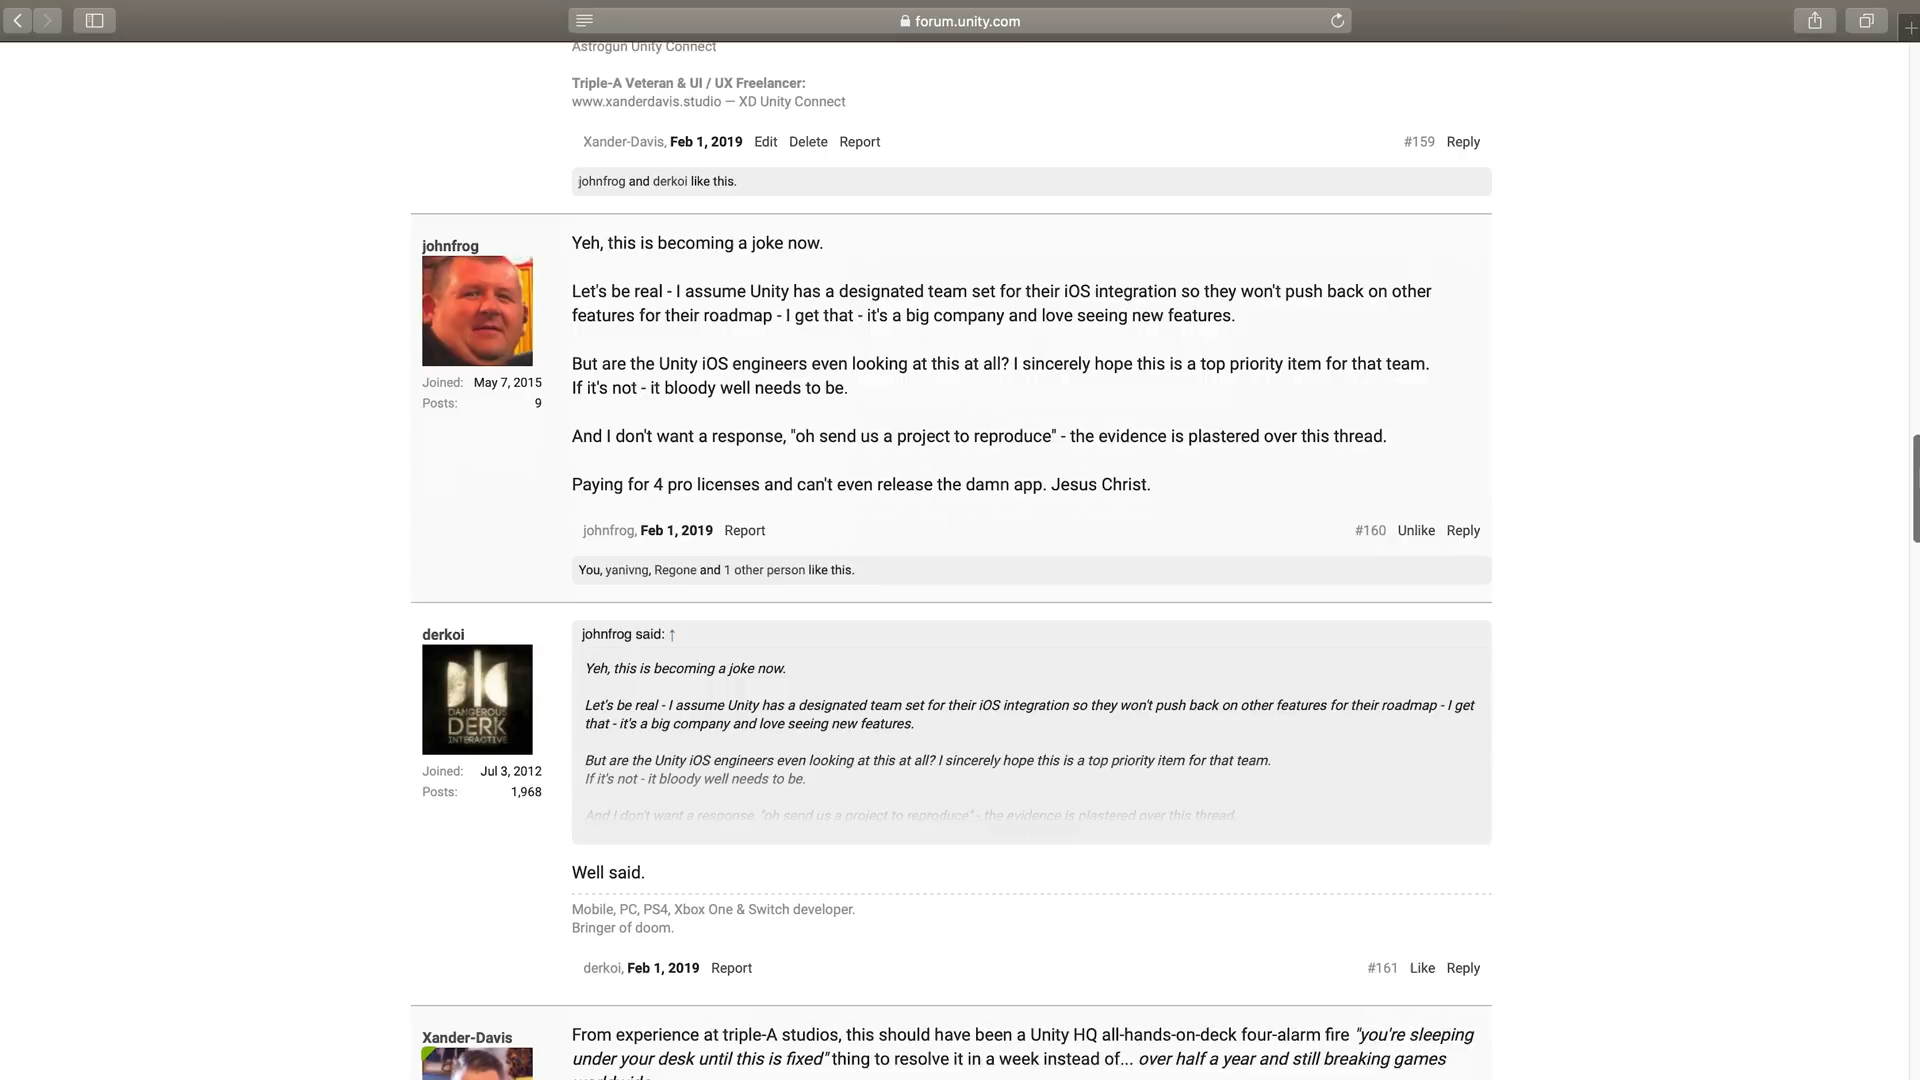 forum.unity.com
Astrogun Unity Connect
Triple-A Veteran & UI / UX Freelancer:
www.xanderdavis.studio — XD Unity Connect
Xander-Davis, Feb 1, 2019 Edit Delete Report #159 Reply
johnfrog and derkoi like this.
johnfrog
Joined: May 7, 2015
Posts: 9
Yeh, this is becoming a joke now.
Let's be real - I assume Unity has a designated team set for their iOS integration so they won't push back on other
features for their roadmap - I get that - it's a big company and love seeing new features.
But are the Unity iOS engineers even looking at this at all? I sincerely hope this is a top priority item for that team.
If it's not - it bloody well needs to be.
And I don't want a response, "oh send us a project to reproduce" - the evidence is plastered over this thread.
Paying for 4 pro licenses and can't even release the damn app. Jesus Christ.
johnfrog, Feb 1, 2019 Report #160 Unlike Reply
You, yanivng, Regone and 1 other person like this.
derkoi
DANGEROUS
DERK
INTERACTIVE
Joined: Jul 3, 2012
Posts: 1,968
johnfrog said: ↑
Yeh, this is becoming a joke now.
Let's be real - I assume Unity has a designated team set for their iOS integration so they won't push back on other features for their roadmap - I get
that - it's a big company and love seeing new features.
But are the Unity iOS engineers even looking at this at all? I sincerely hope this is a top priority item for that team.
If it's not - it bloody well needs to be.
And I don't want a response, "oh send us a project to reproduce" - the evidence is plastered over this thread.
Well said.
Mobile, PC, PS4, Xbox One & Switch developer.
Bringer of doom.
derkoi, Feb 1, 2019 Report #161 Like Reply
Xander-Davis
From experience at triple-A studios, this should have been a Unity HQ all-hands-on-deck four-alarm fire "you're sleeping
under your desk until this is fixed" thing to resolve it in a week instead of... over half a year and still breaking games